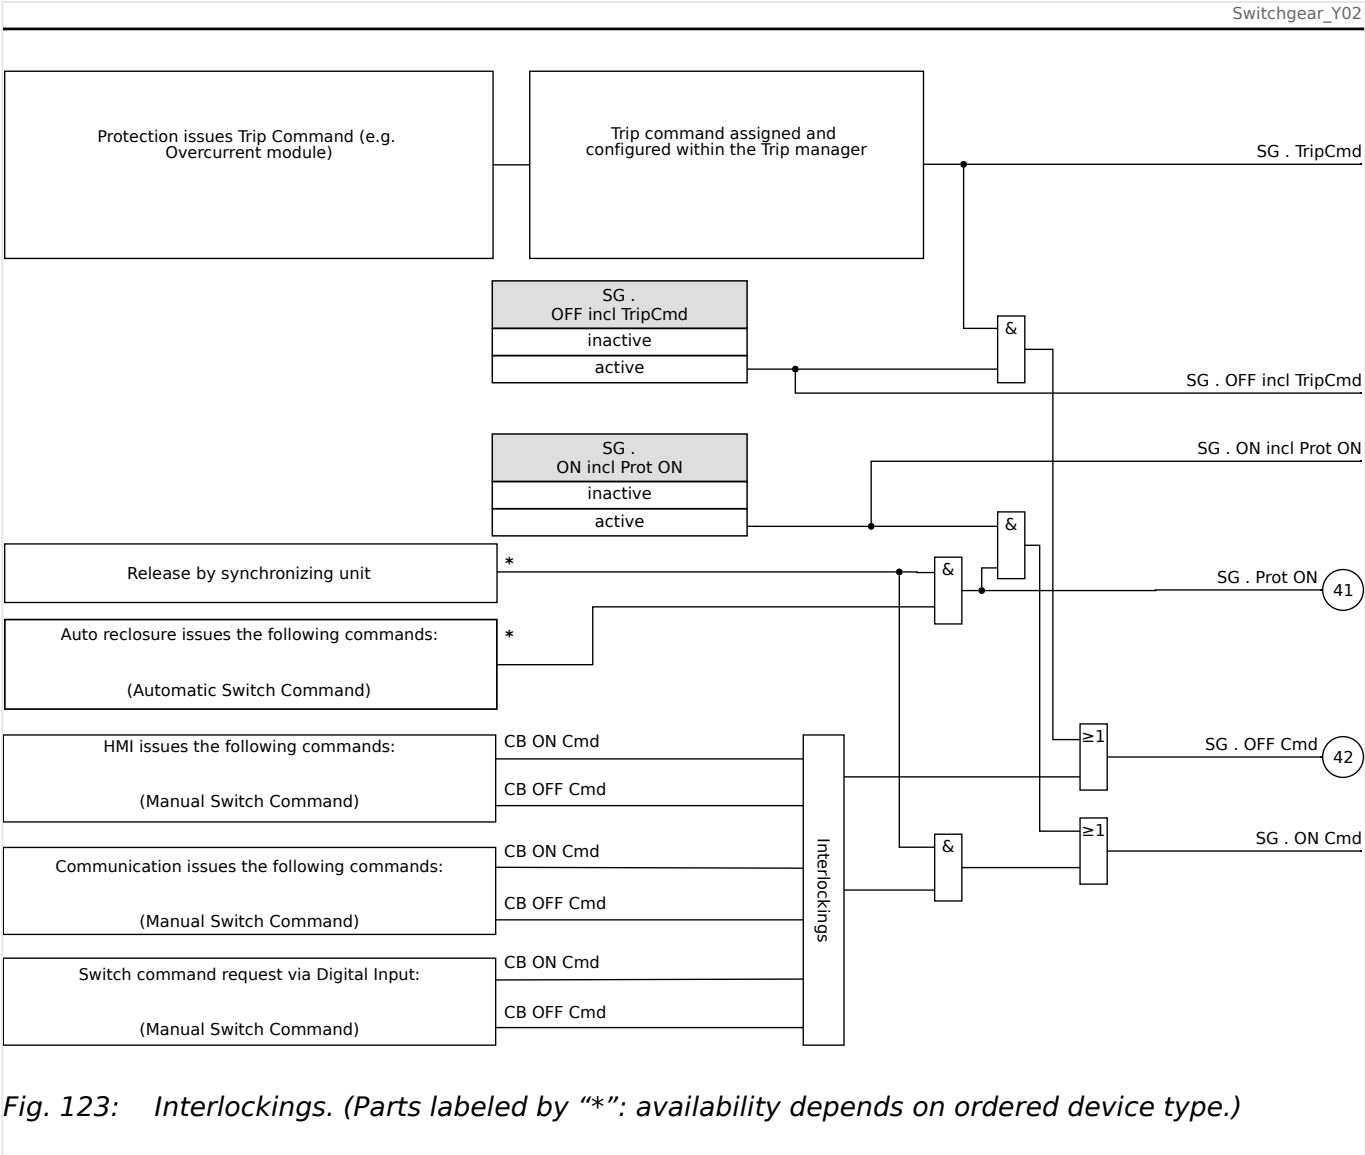 Switchgear_Y02
Protection issues Trip Command (e.g.
Overcurrent module)
Trip command assigned and
configured within the Trip manager
SG . TripCmd
SG .
OFF incl TripCmd
inactive
active
&
SG . OFF incl TripCmd
SG .
ON incl Prot ON
inactive
active
SG . ON incl Prot ON
&
Release by synchronizing unit
*
&
SG . Prot ON
41
Auto reclosure issues the following commands:
(Automatic Switch Command)
*
HMI issues the following commands:
(Manual Switch Command)
CB ON Cmd
CB OFF Cmd
≥1
SG . OFF Cmd
42
Communication issues the following commands:
(Manual Switch Command)
CB ON Cmd
CB OFF Cmd
Interlockings
&
≥1
SG . ON Cmd
Switch command request via Digital Input:
(Manual Switch Command)
CB ON Cmd
CB OFF Cmd
Fig. 123: Interlockings. (Parts labeled by “*”: availability depends on ordered device type.)